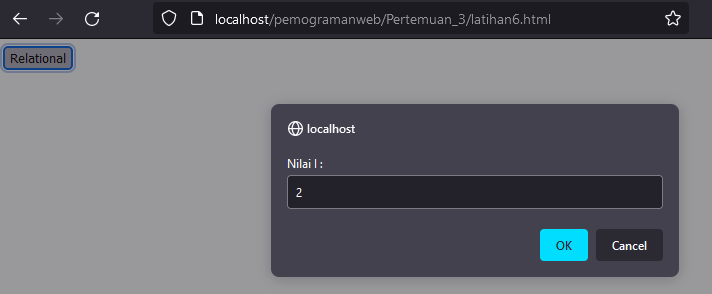 localhost/pemogramanweb/Pertemuan_3/latihan6.html
Relational
localhost
Nilai I :
2
OK
Cancel